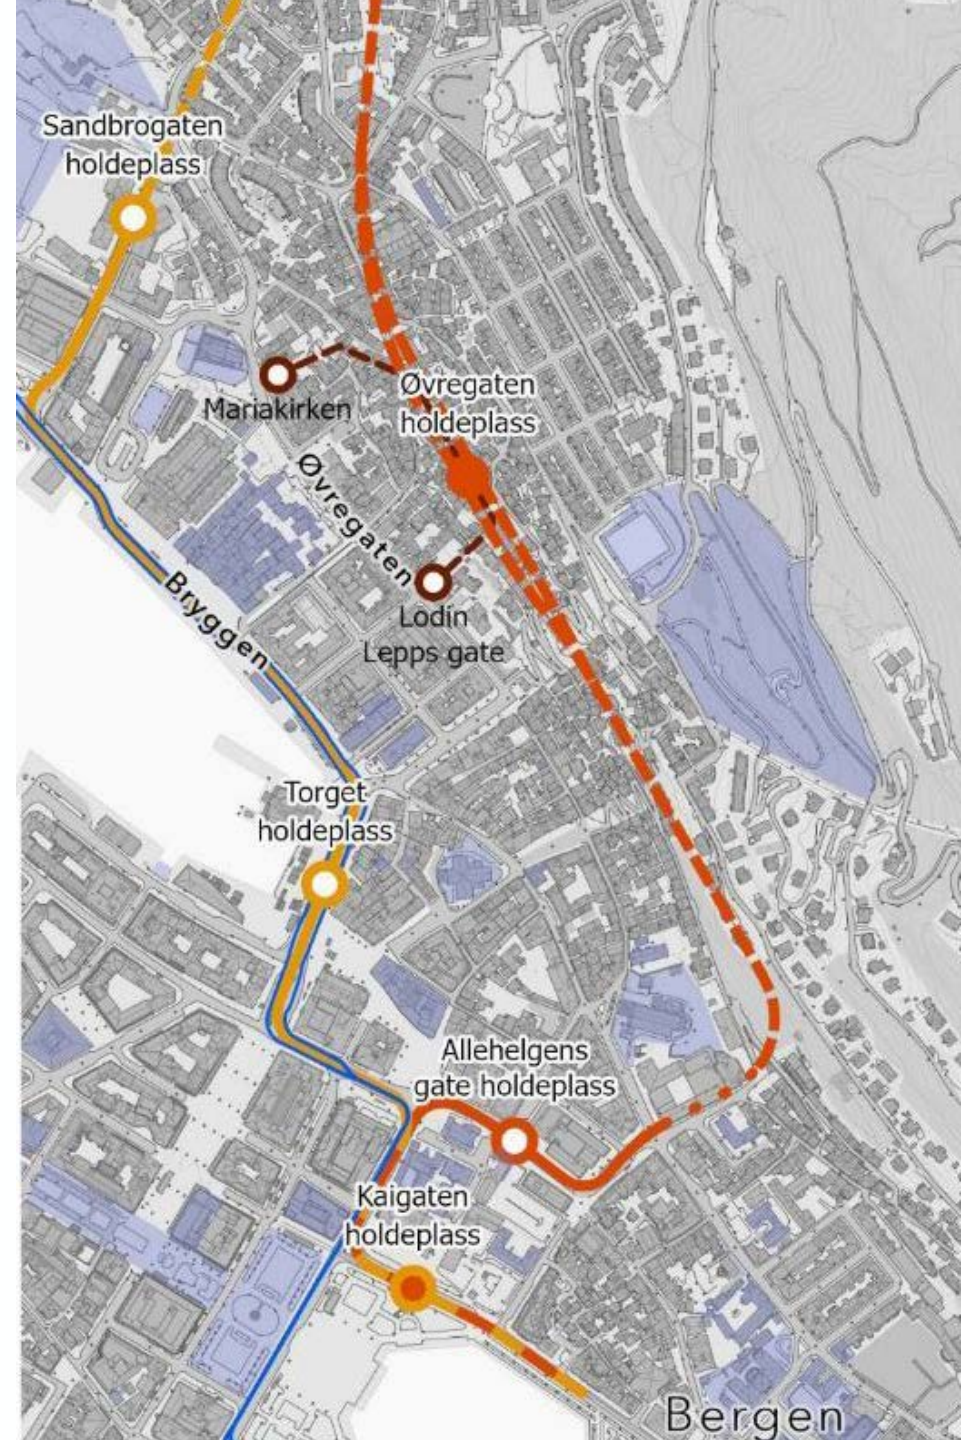 Sandbrogaten
holdeplass
Øvregaten
holdeplass
Mariakirken
Øvregaten
Lodin
Lepps gate
Bryggen
Torget
holdeplass
Allehelgens
gate holdeplass
Kaigaten
holdeplass
Bergen